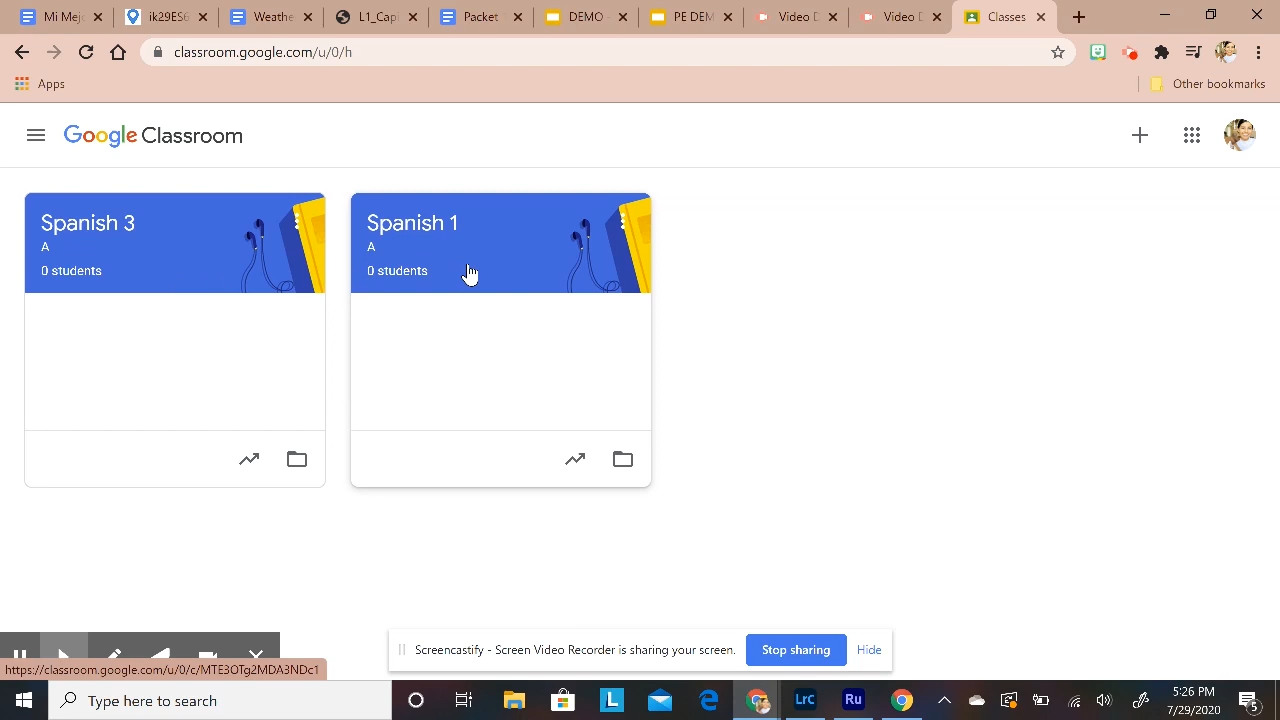 Mi Mej
ik29ES6
Weathe
L1_Capi
Packet
DEMO -
PE DEM
Video D
Video D
Classes
classroom.google.com/u/0/h
Apps
Other bookmarks
Google Classroom
Spanish 3
A
0 students
Spanish 1
A
0 students
Screencastify - Screen Video Recorder is sharing your screen.
Stop sharing
Hide
https://classroom.google.com/u/0/c/MTE3OTg2MDA3NDc1
Type here to search
L
Lrc
Ru
5:26 PM
7/29/2020
5